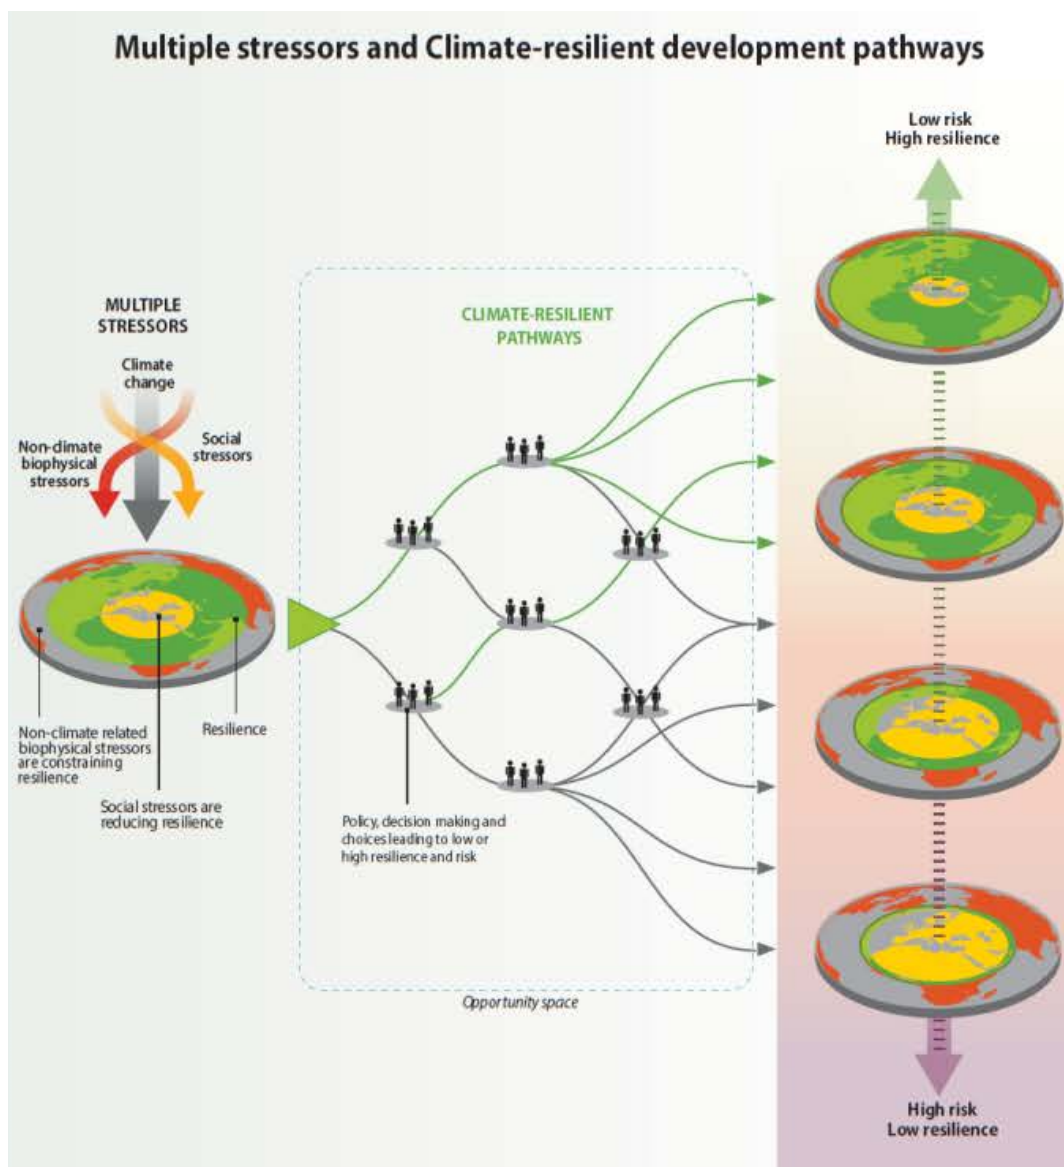 Multiple stressors and Climate-resilient development pathways
Low risk
High resilience
MULTIPLE
STRESSORS
Climate
change
Non-climate
biophysical
stressors
Social
stressors
CLIMATE-RESILIENT
PATHWAYS
Non-climate related
biophysical stressors
are constraining
resilience
Resilience
Social stressors are
reducing resilience
Policy, decision making and
choices leading to low or
high resilience and risk
Opportunity space
High risk
Low resilience